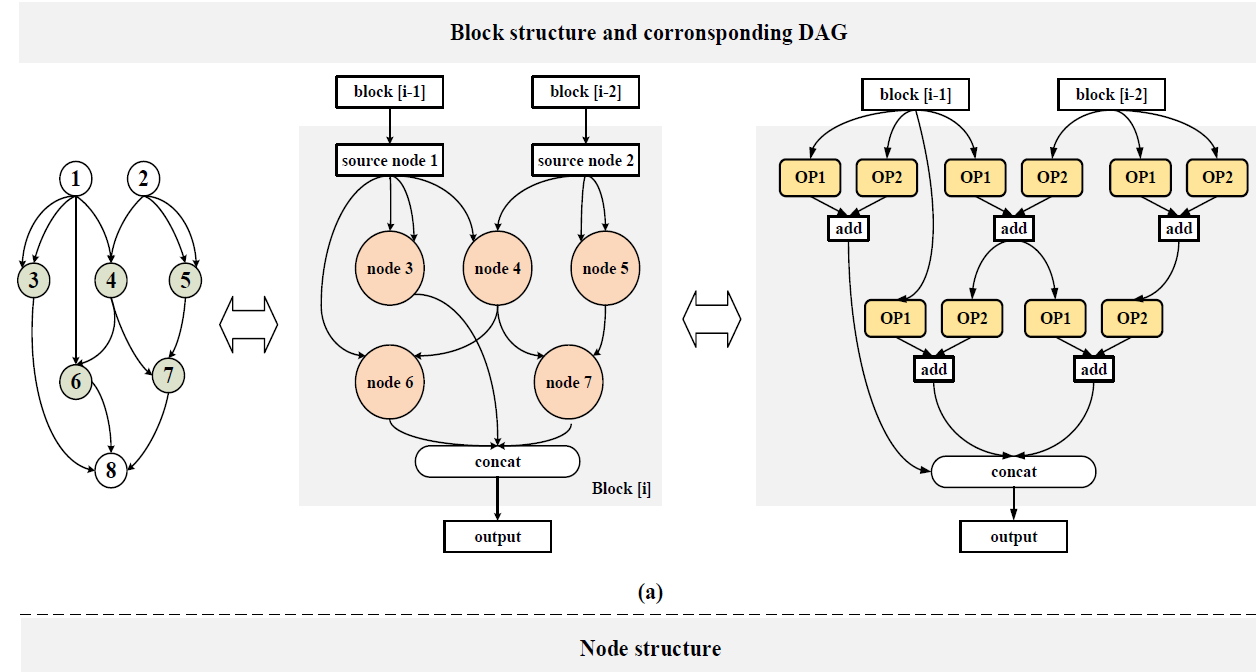 Block structure and corronsponding DAG
1
2
3
4
5
6
7
8
block [i-1]
block [i-2]
source node 1
source node 2
node 3
node 4
node 5
node 6
node 7
concat
Block [i]
output
block [i-1]
block [i-2]
OP1
OP2
OP1
OP2
OP1
OP2
add
add
add
OP1
OP2
OP1
OP2
add
add
concat
output
(a)
Node structure